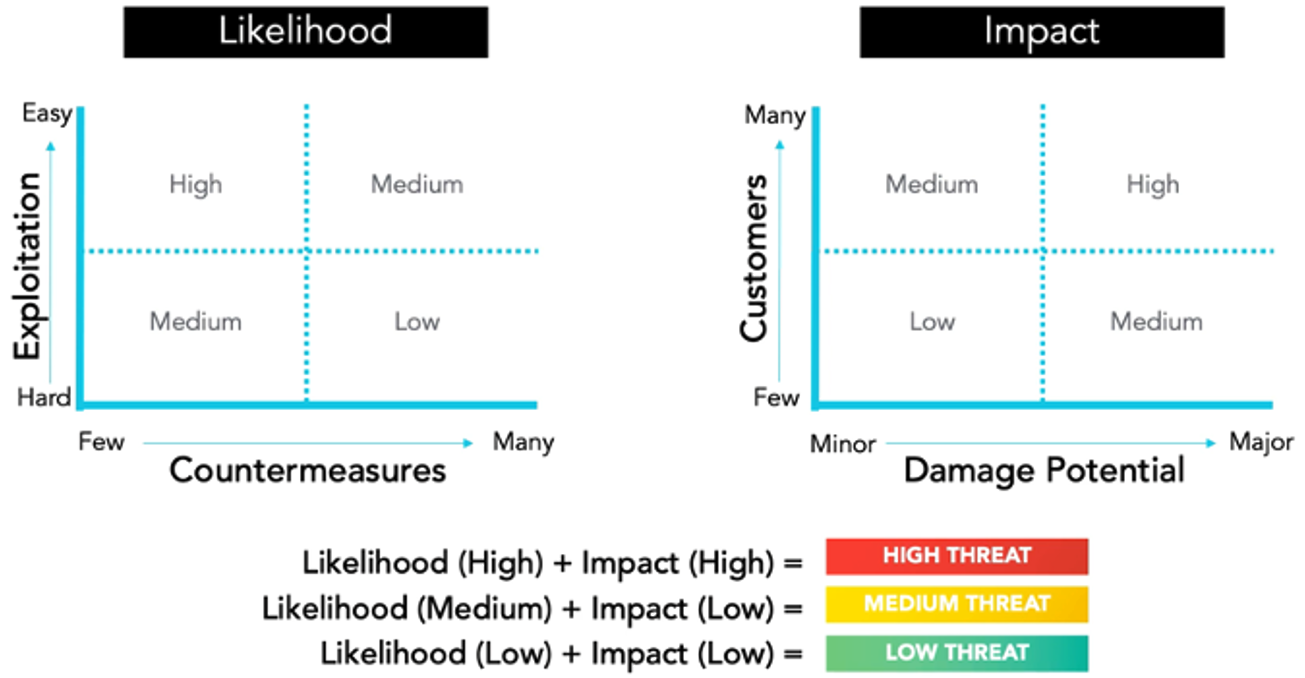 Likelihood
Easy
High
Medium
Exploitation
Medium
Low
Hard
Few
Many
Countermeasures
Impact
Many
Medium
High
Customers
Low
Medium
Few
Minor
Major
Damage Potential
Likelihood (High) + Impact (High) = HIGH THREAT
Likelihood (Medium) + Impact (Low) = MEDIUM THREAT
Likelihood (Low) + Impact (Low) = LOW THREAT